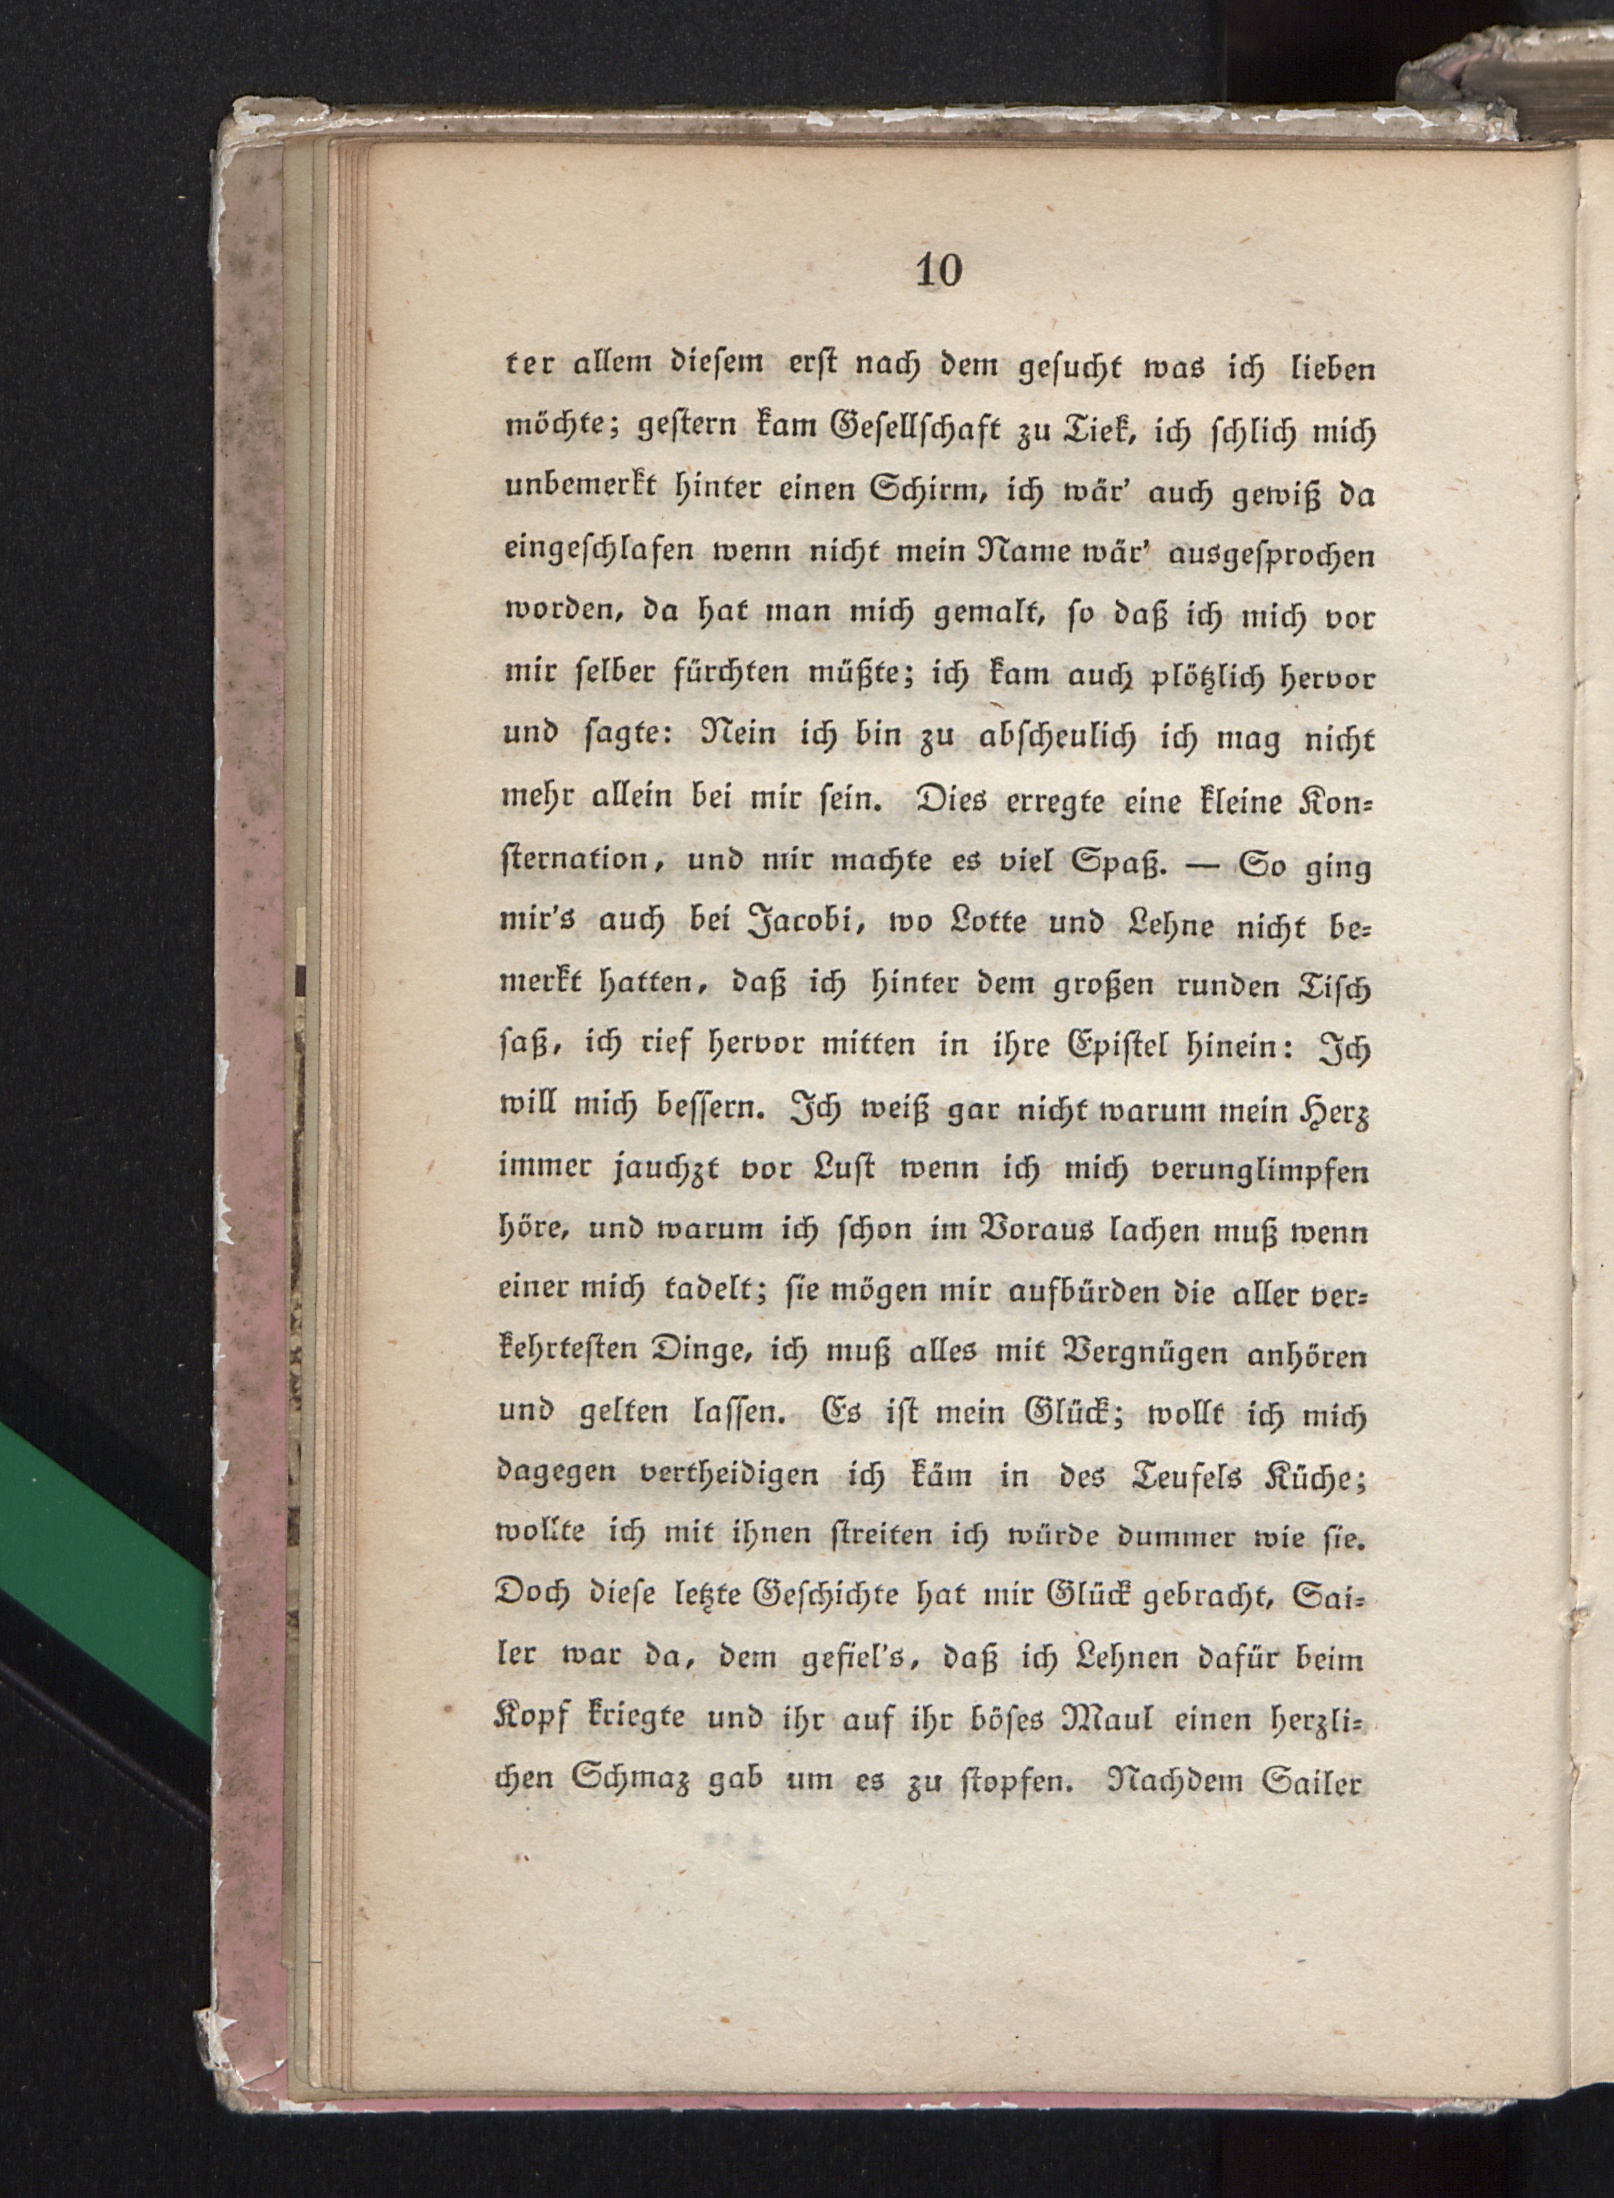 10
ter allem dieſem erſt nach dem geſucht was ich lieben
möchte; geſtern kam Geſellſchaft zu Tiek, ich ſchlich mich
unbemerkt hinter einen Schirm, ich wär' auch gewiß da
eingeſchlafen wenn nicht mein Name wär' ausgeſprochen
worden, da hat man mich gemalt, ſo daß ich mich vor
mir ſelber fürchten müßte; ich kam auch plötzlich hervor
und ſagte: Nein ich bin zu abſcheulich ich mag nicht
mehr allein bei mir ſein. Dies erregte eine kleine Kon⸗
ſternation, und mir machte es viel Spaß. — So ging
mir's auch bei Jacobi, wo Lotte und Lehne nicht be⸗
merkt hatten, daß ich hinter dem großen runden Tiſch
ſaß, ich rief hervor mitten in ihre Epiſtel hinein: Ich
will mich beſſern. Ich weiß gar nicht warum mein Herz
immer jauchzt vor Luſt wenn ich mich verunglimpfen
höre, und warum ich ſchon im Voraus lachen muß wenn
einer mich tadelt; ſie mögen mir aufbürden die aller ver⸗
kehrteſten Dinge, ich muß alles mit Vergnügen anhören
und gelten laſſen. Es iſt mein Glück; wollt ich mich
dagegen vertheidigen ich käm in des Teufels Küche;
wollte ich mit ihnen ſtreiten ich würde dummer wie ſie.
Doch dieſe letzte Geſchichte hat mir Glück gebracht, Sai⸗
ler war da, dem gefiel's, daß ich Lehnen dafür beim
Kopf kriegte und ihr auf ihr böſes Maul einen herzli⸗
chen Schmaz gab um es zu ſtopfen. Nachdem Sailer